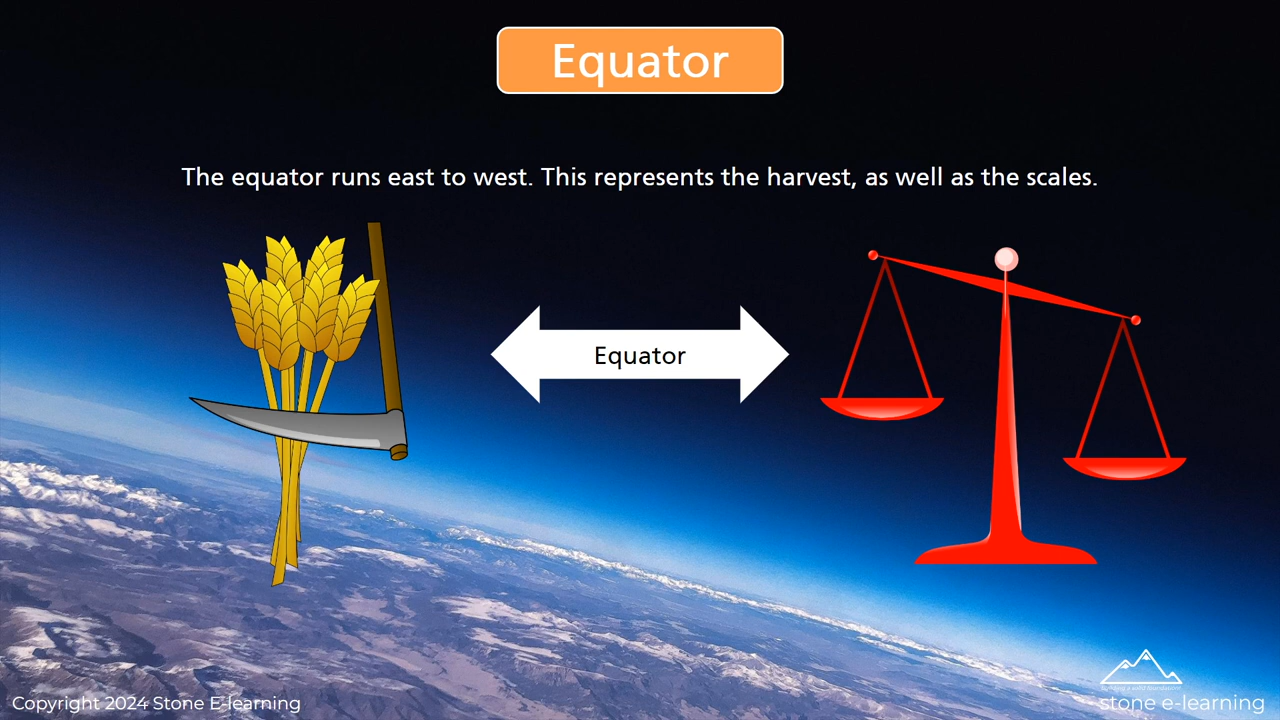 Equator
The equator runs east to west. This represents the harvest, as well as the scales.
Equator
Copyright 2024 Stone E-learning
stone e-learning